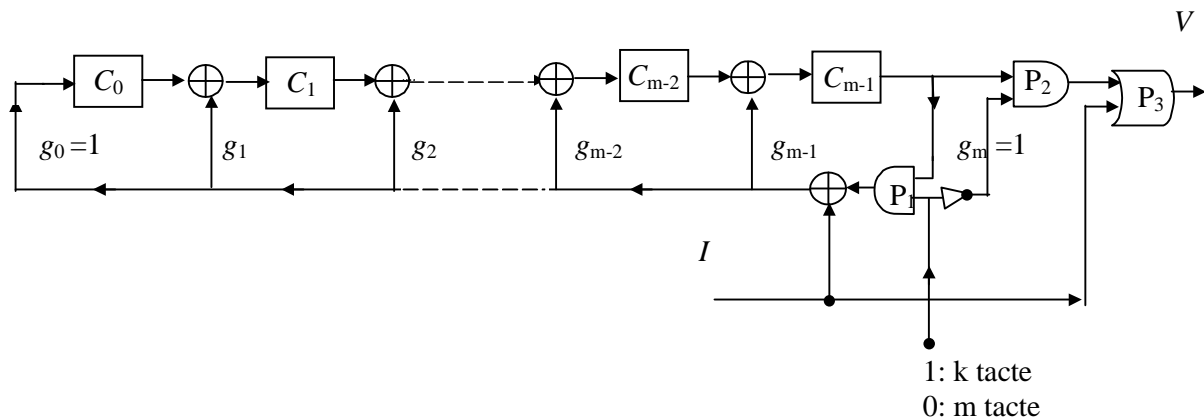 V
C₀ C₁ Cₘ₋₂ Cₘ₋₁ P₂ P₃
g₀ =1 g₁ g₂ gₘ₋₂ gₘ₋₁ gₘ =1
P₁
I
1: k tacte
0: m tacte